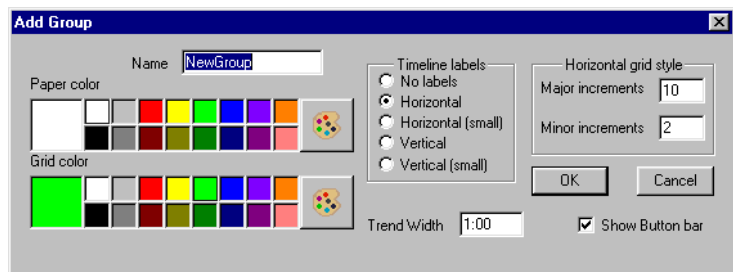 Add Group
Name NewGroup
Paper color
Grid color
Timeline labels
No labels
Horizontal
Horizontal (small)
Vertical
Vertical (small)
Trend Width 1:00
Horizontal grid style
Major increments 10
Minor increments 2
OK Cancel
Show Button bar